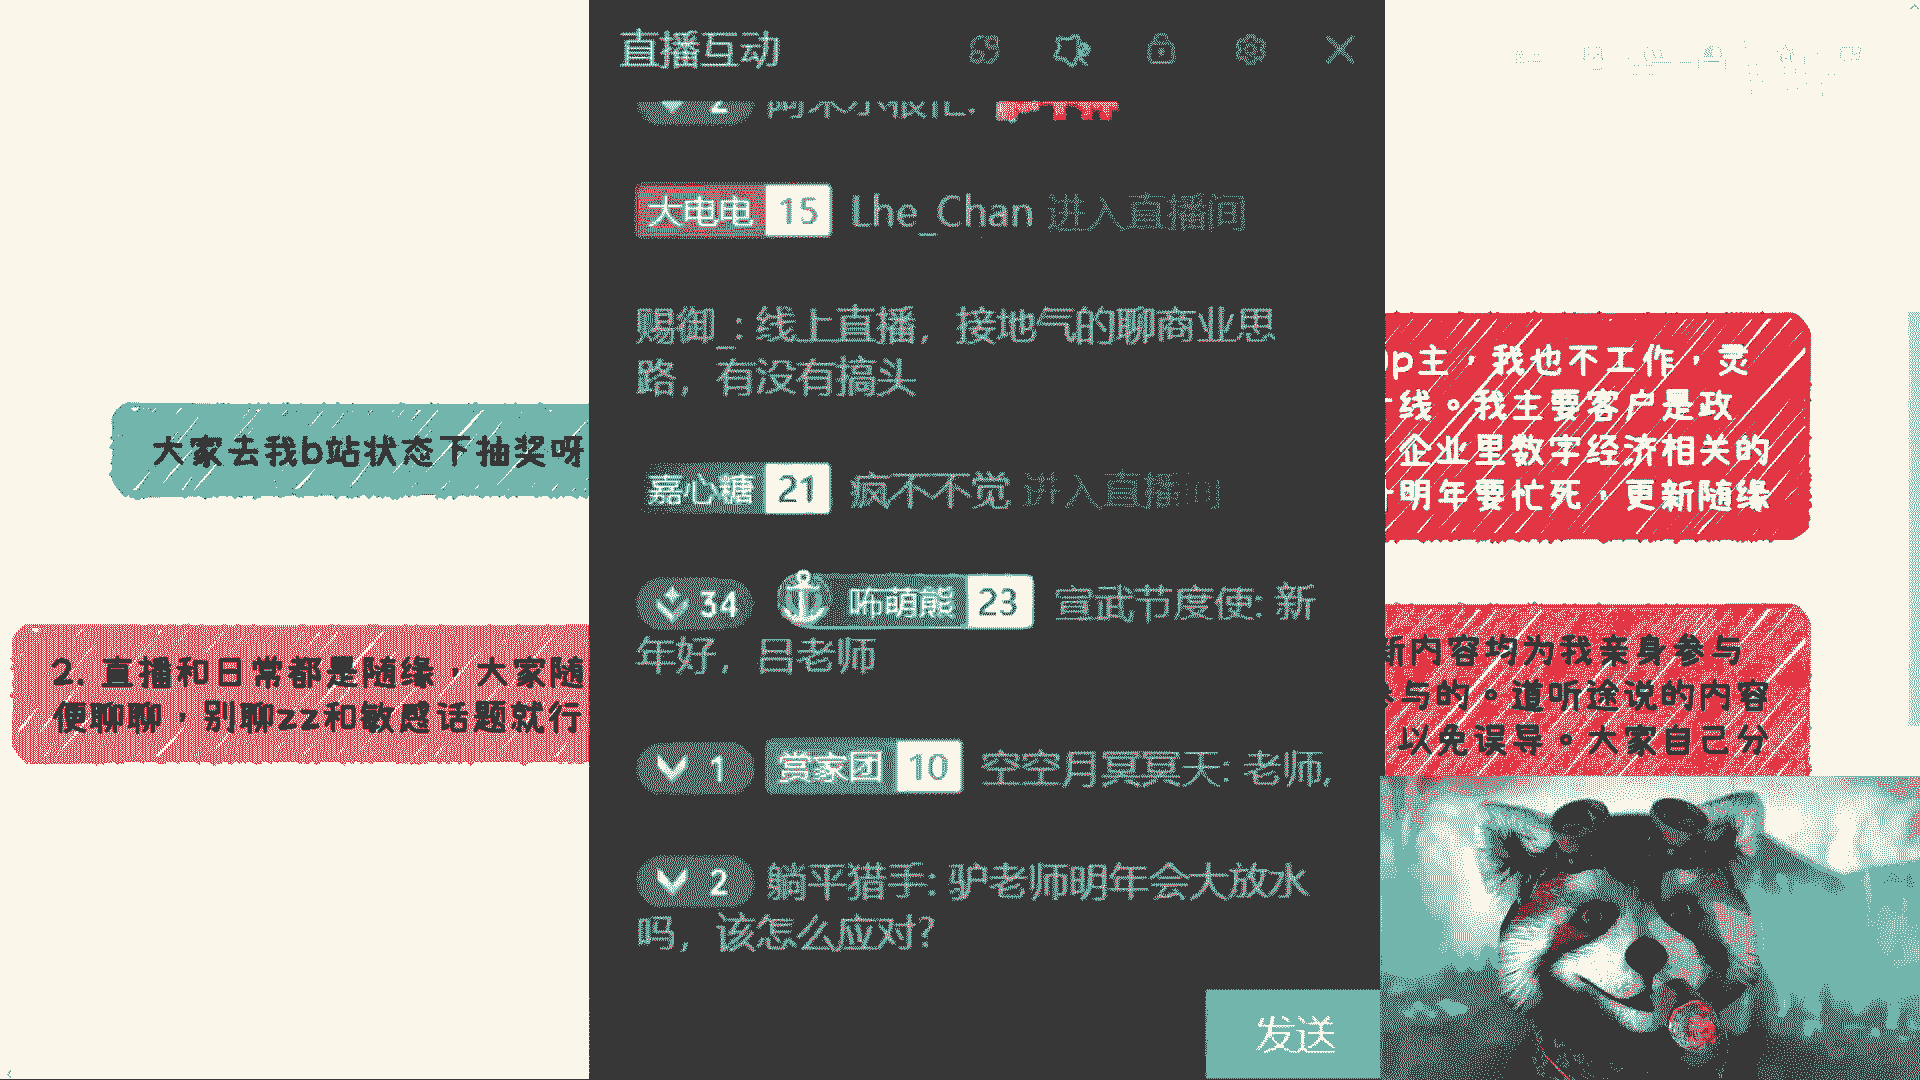 直播互动
2
大电电 15 Lhe_Chan 进入直播间
赐御_: 线上直播，接地气的聊商业思
路，有没有搞头
嘉心糖 21 疯不不觉 进入直播间
34 咘萌熊 23 宣武节度使: 新
年好，吕老师
1 赏家团 10 空空月冥冥天: 老师,
2 躺平猎手: 驴老师明年会大放水
吗，该怎么应对?
发送
大家去我b站状态下抽奖呀
2. 直播和日常都是随缘，大家随
便聊聊，别聊zz和敏感话题就行
p主，我也不工作，灵
线。我主要客户是政
企业里数字经济相关的
明年要忙死，更新随缘
新内容均为我亲身参与
与的。道听途说的内容
以免误导。大家自己分